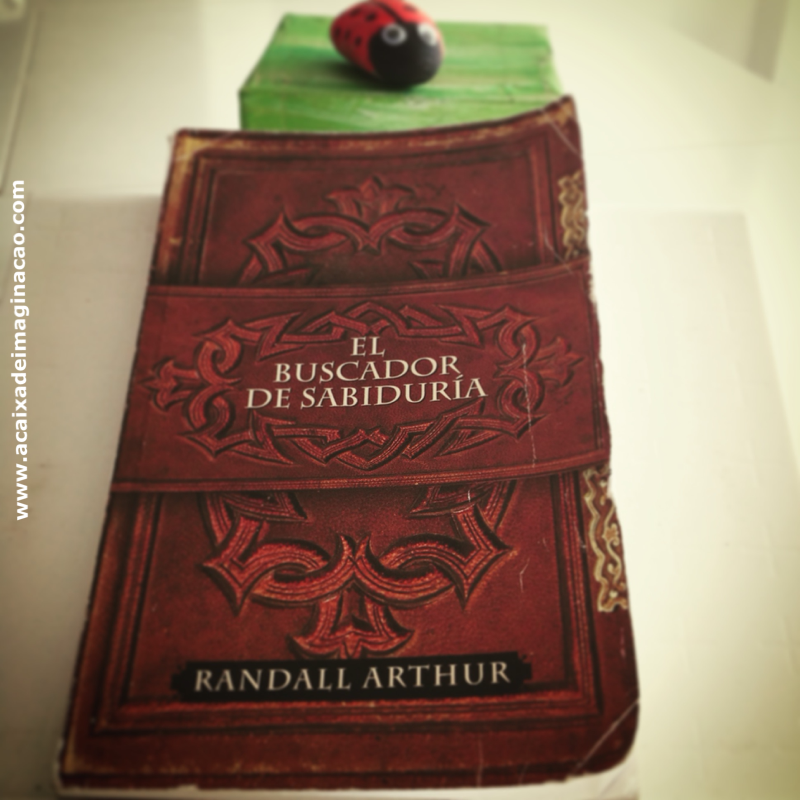 EL
BUSCADOR
DE SABIDURÍA
RANDALL ARTHUR
www.acaixadeimaginacao.com